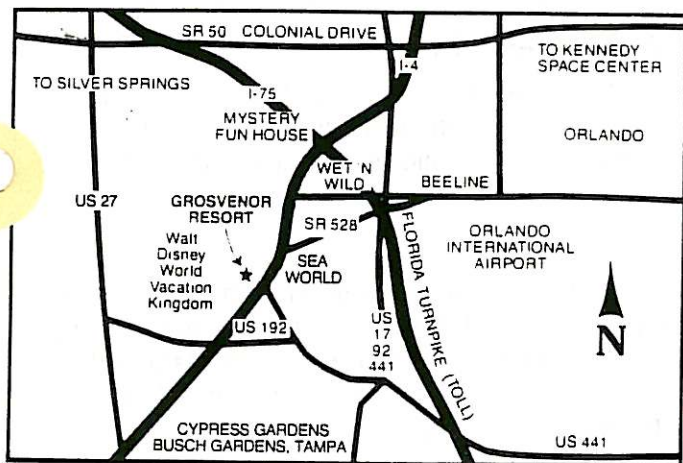 SR 50 COLONIAL DRIVE
TO KENNEDY
SPACE CENTER
I-4
TO SILVER SPRINGS
I-75
MYSTERY
FUN HOUSE
ORLANDO
WET 'N
WILD
BEELINE
US 27
GROSVENOR
RESORT
SR 528
Walt
Disney
World
Vacation
Kingdom
SEA
WORLD
FLORIDA TURNPIKE (TOLL)
ORLANDO
INTERNATIONAL
AIRPORT
US 192
US
17
92
441
N
CYPRESS GARDENS
BUSCH GARDENS, TAMPA
US 441